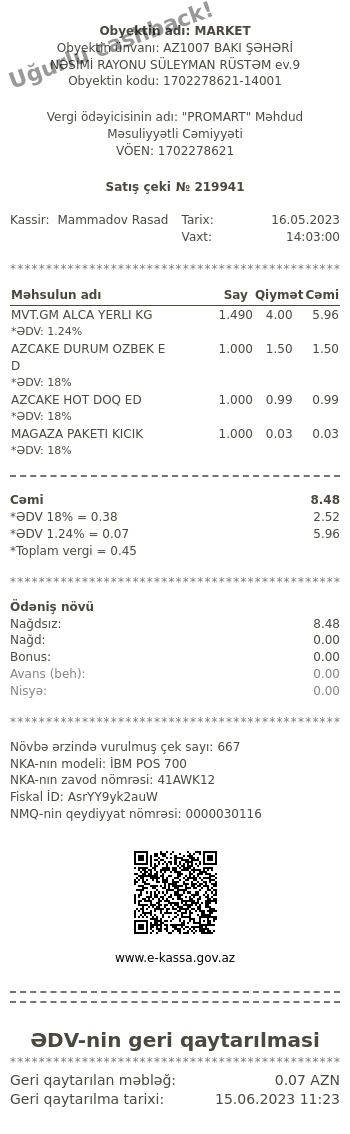 Uğurlu cashback!
Obyektin adı: MARKET
Obyektin ünvanı: AZ1007 BAKI ŞƏHƏRİ
NƏSİMİ RAYONU SÜLEYMAN RÜSTƏM ev.9
Obyektin kodu: 1702278621-14001
Vergi ödəyicisinin adı: "PROMART" Məhdud
Məsuliyyətli Cəmiyyəti
VÖEN: 1702278621
Satış çeki № 219941
Kassir: Mammadov Rasad Tarix: 16.05.2023
Vaxt: 14:03:00
**********************************************
Məhsulun adı Say Qiymət Cəmi
MVT.GM ALCA YERLI KG 1.490 4.00 5.96
*ƏDV: 1.24%
AZCAKE DURUM OZBEK E 1.000 1.50 1.50
D
*ƏDV: 18%
AZCAKE HOT DOQ ED 1.000 0.99 0.99
*ƏDV: 18%
MAGAZA PAKETI KICIK 1.000 0.03 0.03
*ƏDV: 18%
Cəmi 8.48
*ƏDV 18% = 0.38 2.52
*ƏDV 1.24% = 0.07 5.96
*Toplam vergi = 0.45
**********************************************
Ödəniş növü
Nağdsız: 8.48
Nağd: 0.00
Bonus: 0.00
Avans (beh): 0.00
Nisyə: 0.00
**********************************************
Növbə ərzində vurulmuş çek sayı: 667
NKA-nın modeli: İBM POS 700
NKA-nın zavod nömrəsi: 41AWK12
Fiskal İD: AsrYY9yk2auW
NMQ-nin qeydiyyat nömrəsi: 0000030116
www.e-kassa.gov.az
ƏDV-nin geri qaytarılması
**********************************************
Geri qaytarılan məbləğ: 0.07 AZN
Geri qaytarılma tarixi: 15.06.2023 11:23